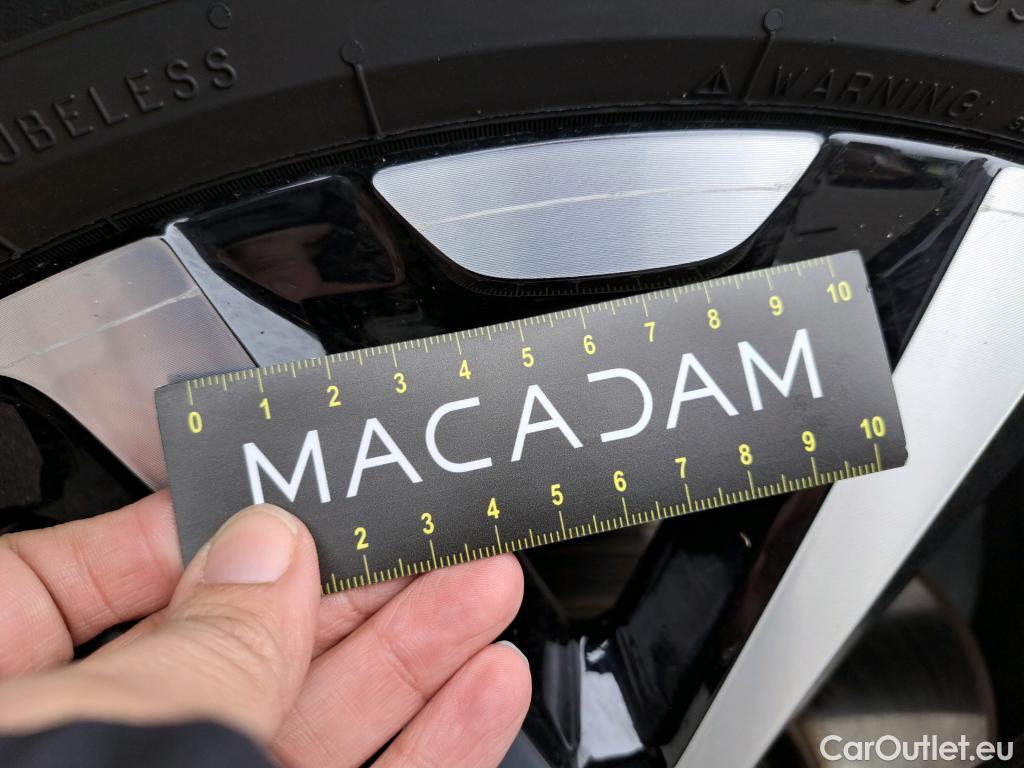 UBELESS
WARNING:
0 1 2 3 4 5 6 7 8 9 10
MACADAM
2 3 4 5 6 7 8 9 10
CarOutlet.eu